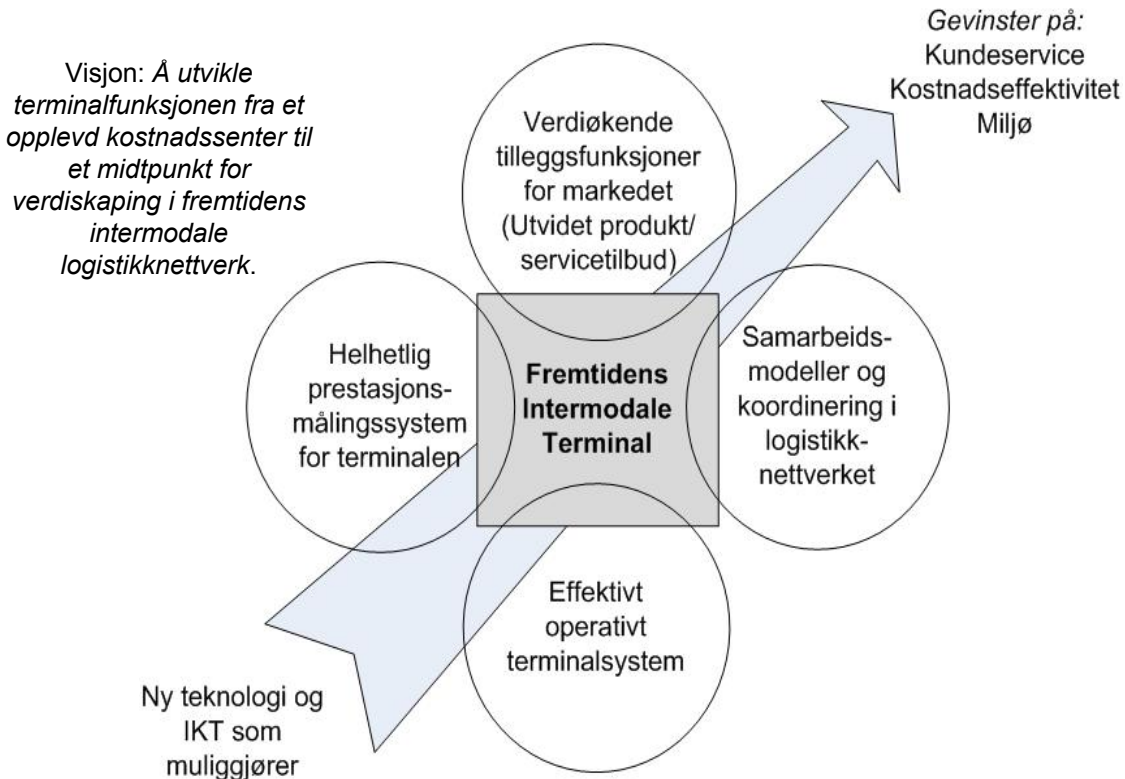 Visjon: Å utvikle
terminalfunksjonen fra et
opplevd kostnadssenter til
et midtpunkt for
verdiskaping i fremtidens
intermodale
logistikknettverk.
Gevinster på:
Kundeservice
Kostnadseffektivitet
Miljø
Verdiøkende
tilleggsfunksjoner
for markedet
(Utvidet produkt/
servicetilbud)
Helhetlig
prestasjons-
målingssystem
for terminalen
Fremtidens
Intermodale
Terminal
Samarbeids-
modeller og
koordinering i
logistikk-
nettverket
Effektivt
operativt
terminalsystem
Ny teknologi og
IKT som
muliggjører